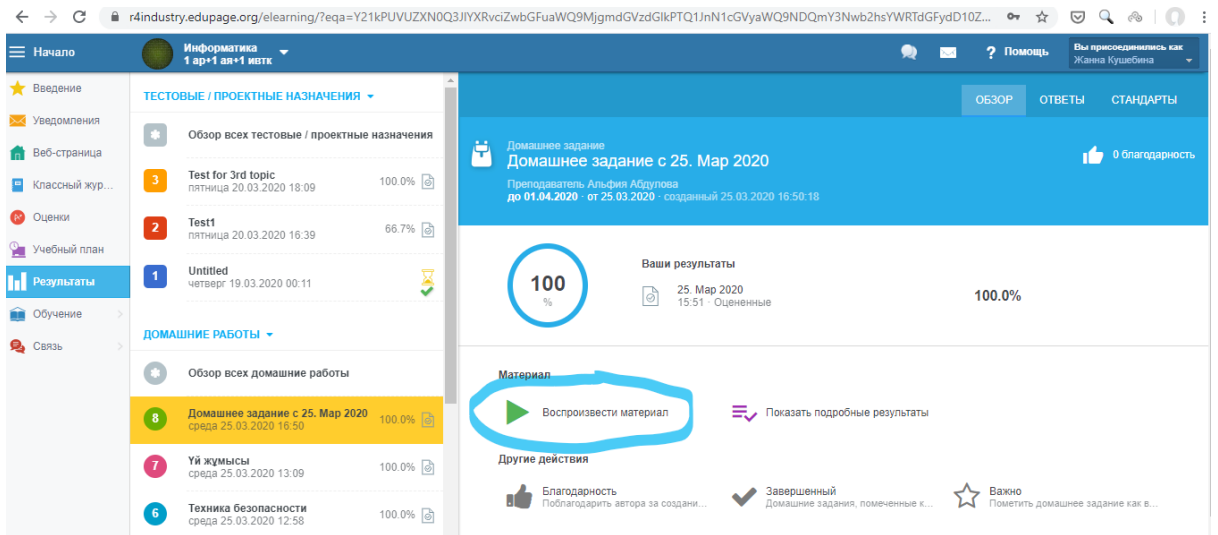 r4industry.edupage.org/elearning/?eqa=Y21kPUVUZXN0Q3JIYXRvciZwbGFuaWQ9MjgmdGVzdGlkPTQ1JnN1cGVyaWQ9NDQmY3Nwb2hsYWRTdGFydD10Z...
Начало
Информатика
1 ар+1 ая+1 ивтк
? Помощь
Вы присоединились как
Жанна Кушебина
Введение
Уведомления
Веб-страница
Классный жур...
Оценки
Учебный план
Результаты
Обучение
Связь
ТЕСТОВЫЕ / ПРОЕКТНЫЕ НАЗНАЧЕНИЯ
Обзор всех тестовые / проектные назначения
3
Test for 3rd topic
пятница 20.03.2020 18:09
100.0%
2
Test1
пятница 20.03.2020 16:39
66.7%
1
Untitled
четверг 19.03.2020 00:11
ДОМАШНИЕ РАБОТЫ
Обзор всех домашние работы
8
Домашнее задание с 25. Мар 2020
среда 25.03.2020 16:50
100.0%
7
Үй жұмысы
среда 25.03.2020 13:09
100.0%
6
Техника безопасности
среда 25.03.2020 12:58
100.0%
ОБЗОР ОТВЕТЫ СТАНДАРТЫ
Домашнее задание
Домашнее задание с 25. Мар 2020
Преподаватель Альфия Абдулова
до 01.04.2020 · от 25.03.2020 · созданный 25.03.2020 16:50:18
0 благодарность
100
%
Ваши результаты
25. Мар 2020
15:51 · Оцененные
100.0%
Материал
Воспроизвести материал
Показать подробные результаты
Другие действия
Благодарность
Поблагодарить автора за создани...
Завершенный
Домашние задания, помеченные к...
Важно
Пометить домашнее задание как в...